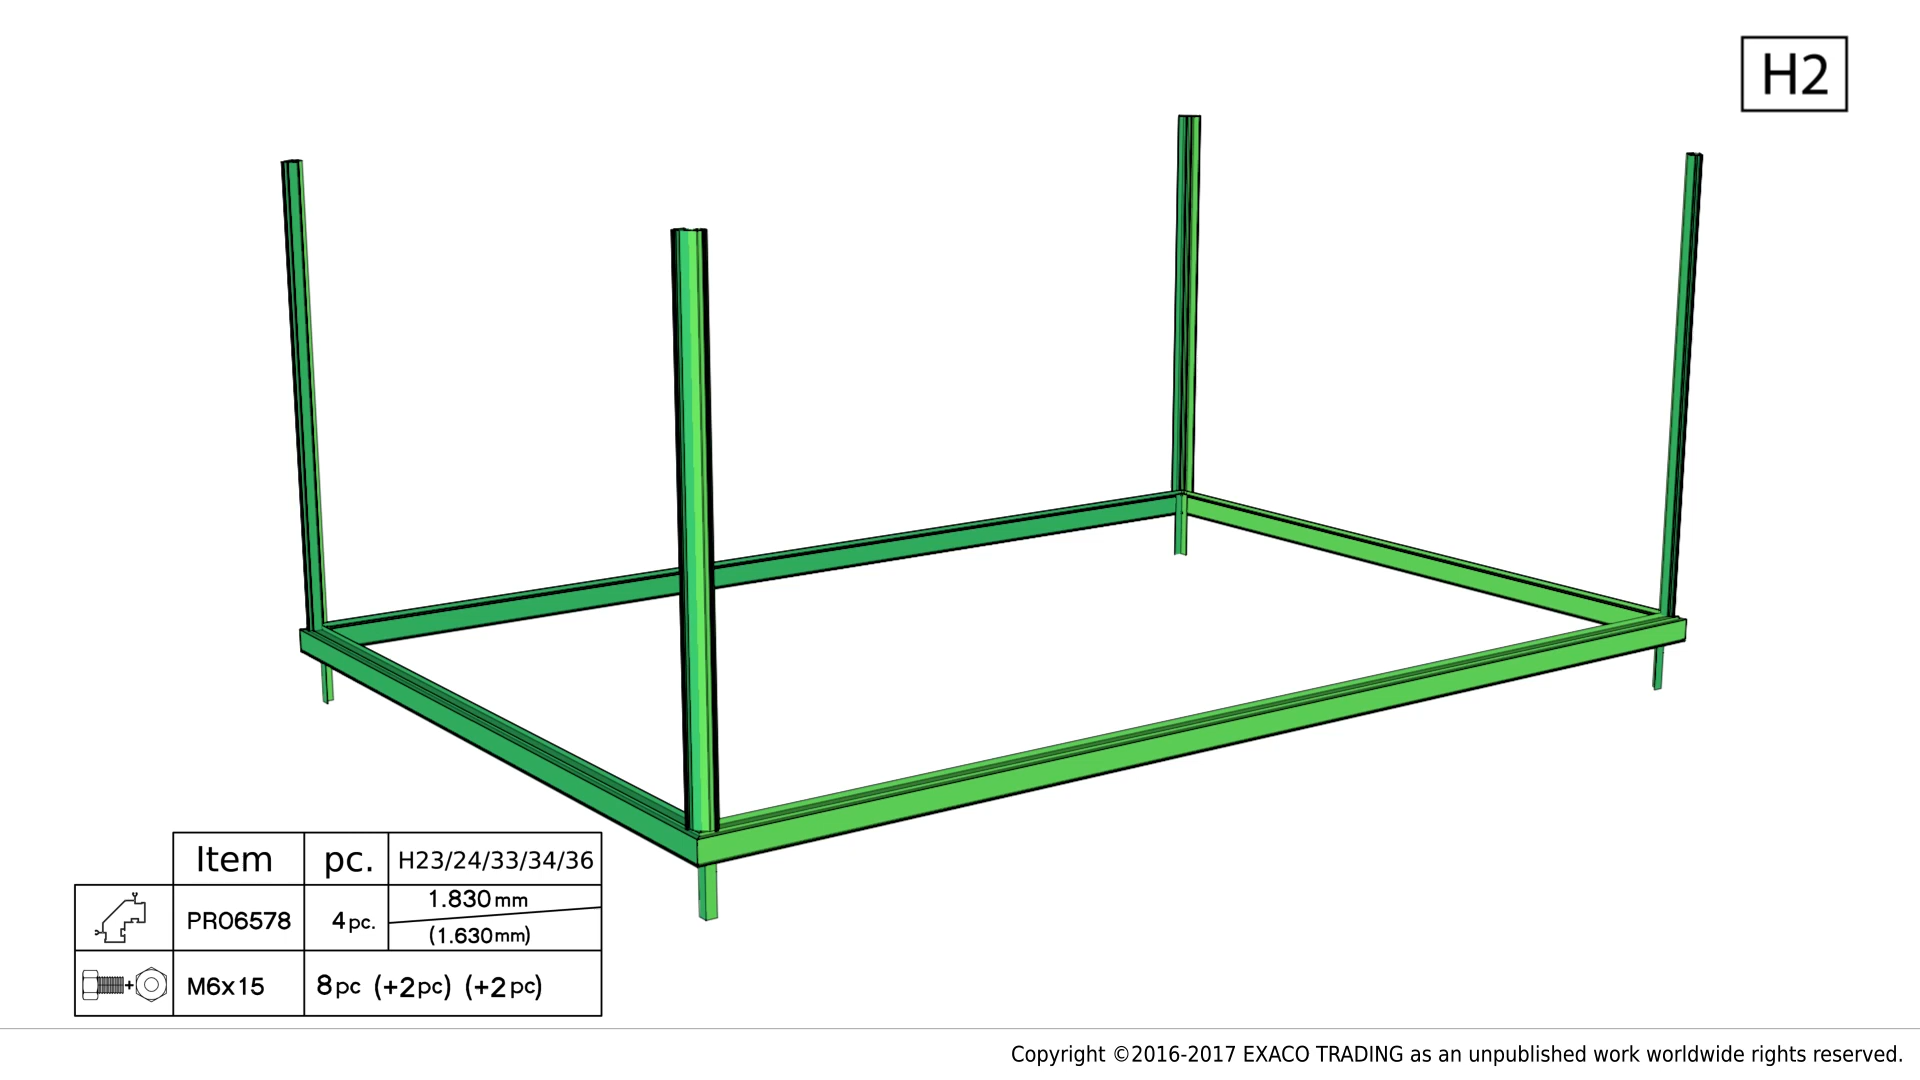 H2
Item pc. H23/24/33/34/36
PRO6578 4pc. 1.830mm
(1.630mm)
M6x15 8pc (+2pc) (+2pc)
Copyright ©2016-2017 EXACO TRADING as an unpublished work worldwide rights reserved.